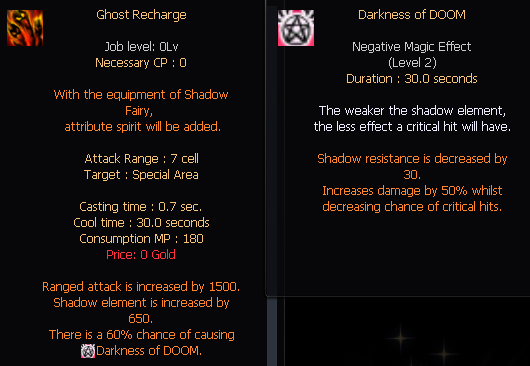 Ghost Recharge
Job level: 0Lv
Necessary CP : 0
With the equipment of Shadow
Fairy,
attribute spirit will be added.
Attack Range : 7 cell
Target : Special Area
Casting time : 0.7 sec.
Cool time : 30.0 seconds
Consumption MP : 180
Price: 0 Gold
Ranged attack is increased by 1500.
Shadow element is increased by
650.
There is a 60% chance of causing
Darkness of DOOM.
Darkness of DOOM
Negative Magic Effect
(Level 2)
Duration : 30.0 seconds
The weaker the shadow element,
the less effect a critical hit will have.
Shadow resistance is decreased by
30.
Increases damage by 50% whilst
decreasing chance of critical hits.